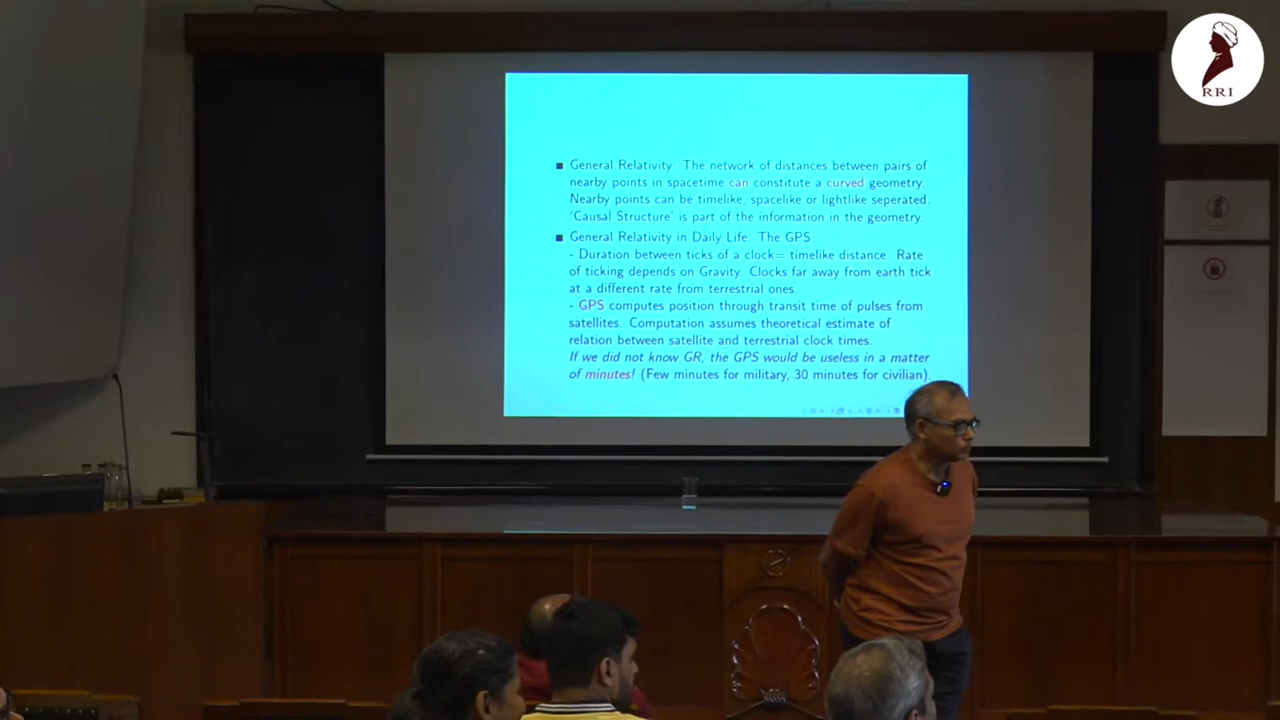 RRI
General Relativity: The network of distances between pairs of
nearby points in spacetime can constitute a curved geometry.
Nearby points can be timelike, spacelike or lightlike seperated.
'Causal Structure' is part of the information in the geometry.
General Relativity in Daily Life: The GPS
- Duration between ticks of a clock= timelike distance. Rate
of ticking depends on Gravity. Clocks far away from earth tick
at a different rate from terrestrial ones.
- GPS computes position through transit time of pulses from
satellites. Computation assumes theoretical estimate of
relation between satellite and terrestrial clock times.
If we did not know GR, the GPS would be useless in a matter
of minutes! (Few minutes for military, 30 minutes for civilian).